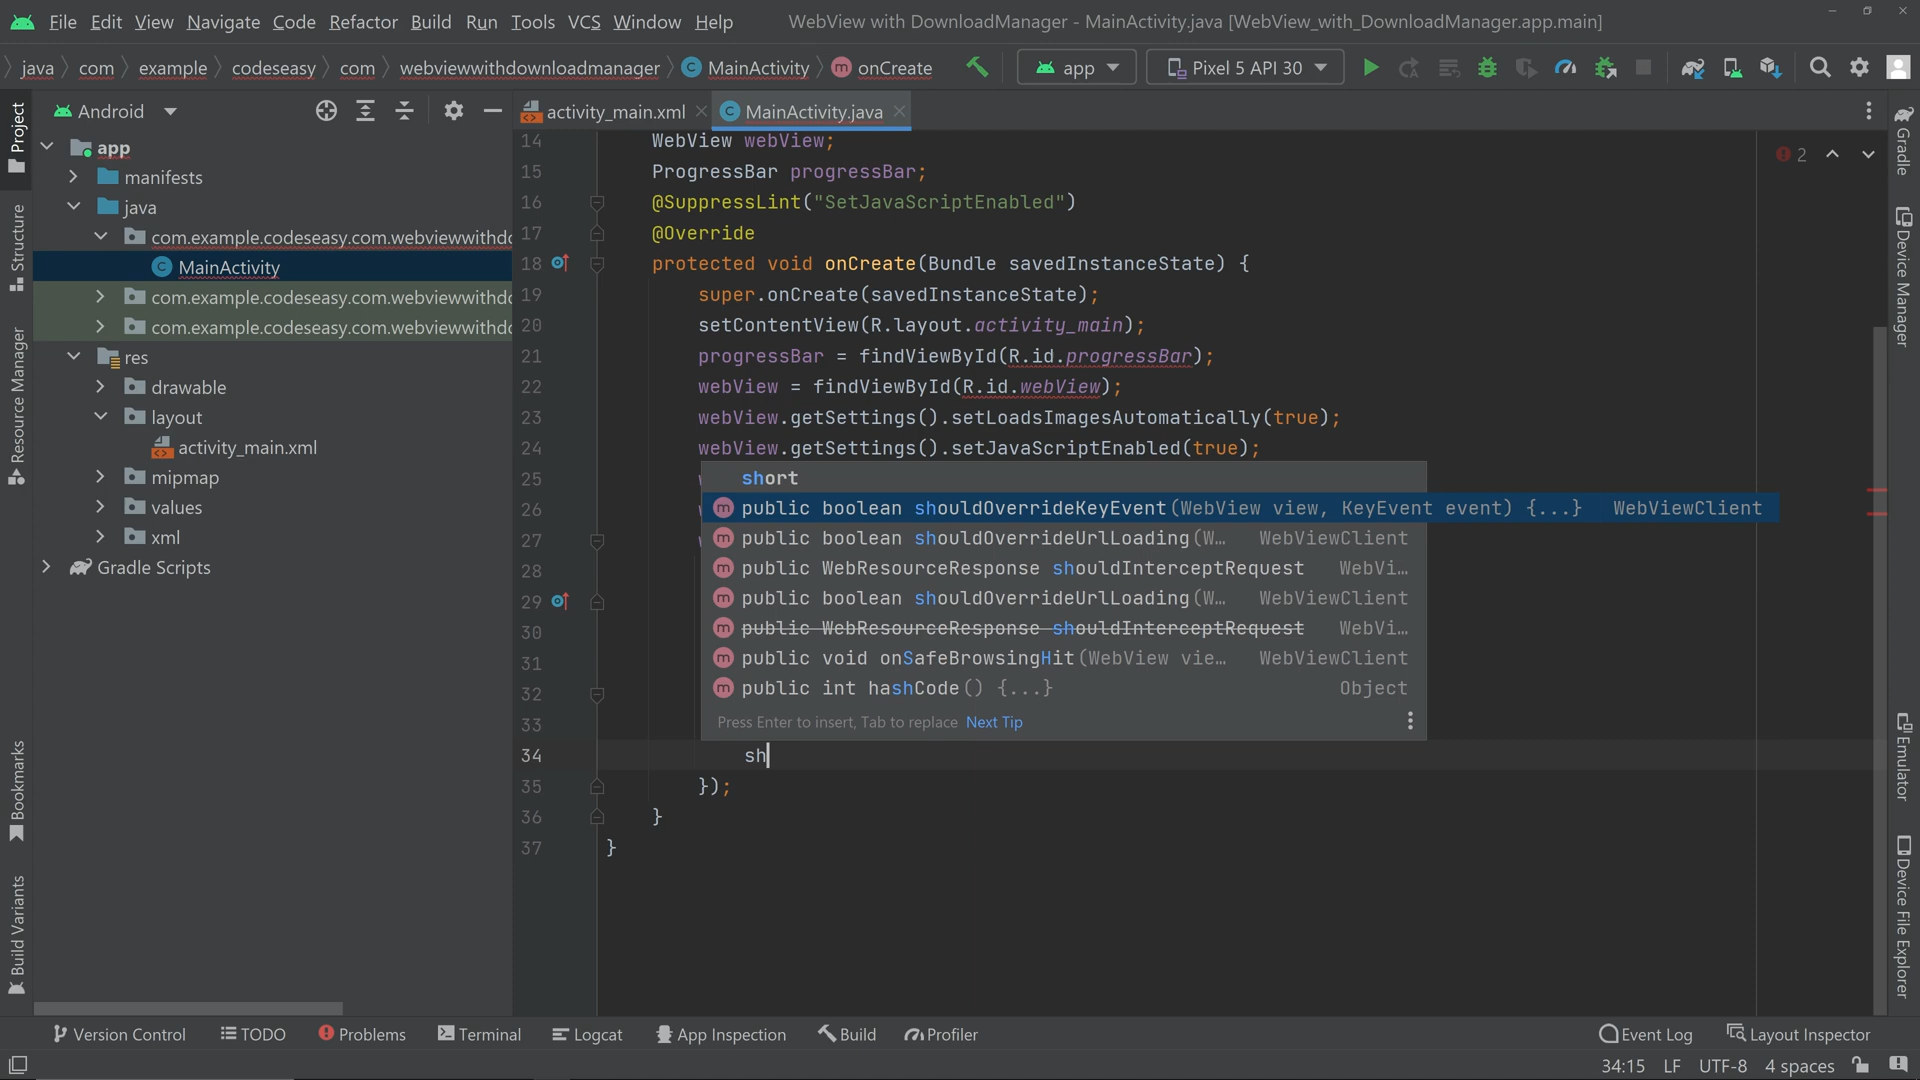 File Edit View Navigate Code Refactor Build Run Tools VCS Window Help WebView with DownloadManager - MainActivity.java [WebView_with_DownloadManager.app.main]
java com example codeseasy com webviewwithdownloadmanager MainActivity onCreate app Pixel 5 API 30
Project
Structure
Resource Manager
Bookmarks
Build Variants
Android
app
manifests
java
com.example.codeseasy.com.webviewwithdo
MainActivity
com.example.codeseasy.com.webviewwithdo
com.example.codeseasy.com.webviewwithdo
res
drawable
layout
activity_main.xml
mipmap
values
xml
Gradle Scripts
activity_main.xml MainActivity.java
2
14 WebView webView;
15 ProgressBar progressBar;
16 @SuppressLint("SetJavaScriptEnabled")
17 @Override
18 protected void onCreate(Bundle savedInstanceState) {
19 super.onCreate(savedInstanceState);
20 setContentView(R.layout.activity_main);
21 progressBar = findViewById(R.id.progressBar);
22 webView = findViewById(R.id.webView);
23 webView.getSettings().setLoadsImagesAutomatically(true);
24 webView.getSettings().setJavaScriptEnabled(true);
25
26
27
28
29
30
31
32
33
short
public boolean shouldOverrideKeyEvent(WebView view, KeyEvent event) {...} WebViewClient
public boolean shouldOverrideUrlLoading(W… WebViewClient
public WebResourceResponse shouldInterceptRequest WebVi…
public boolean shouldOverrideUrlLoading(W… WebViewClient
public WebResourceResponse shouldInterceptRequest WebVi…
public void onSafeBrowsingHit(WebView vie… WebViewClient
public int hashCode() {...} Object
Press Enter to insert, Tab to replace Next Tip
34 sh
35 });
36 }
37 }
Gradle
Device Manager
Emulator
Device File Explorer
Version Control TODO Problems Terminal Logcat App Inspection Build Profiler Event Log Layout Inspector
34:15 LF UTF-8 4 spaces